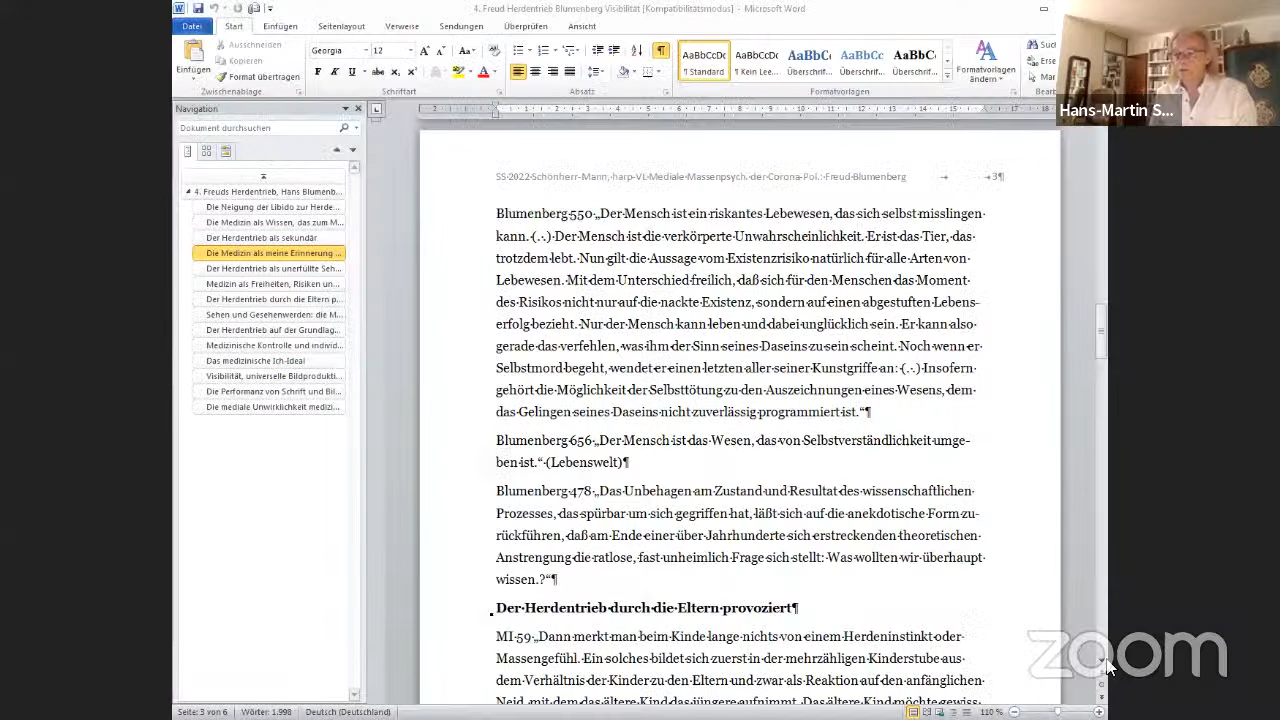 4. Freud Herdentrieb Blumenberg Visibilität [Kompatibilitätsmodus] - Microsoft Word
Datei Start Einfügen Seitenlayout Verweise Sendungen Überprüfen Ansicht
Einfügen
Ausschneiden
Kopieren
Format übertragen
Zwischenablage
Georgia 12
F K U abc x₂ x²
Schriftart
Absatz
AaBbCcDc AaBbCcDc AaBbCc AaBbCc AaBbCc
¶ Standard ¶ Kein Lee... Überschrif... Überschrif... Überschrif...
Formatvorlagen ändern
Formatvorlagen
Hans-Martin S...
Navigation
Dokument durchsuchen
4. Freuds Herdentrieb, Hans Blumenb...
Die Neigung der Libido zur Herde...
Die Medizin als Wissen, das zum M...
Der Herdentrieb als sekundär
Die Medizin als meine Erinnerung ...
Der Herdentrieb als unerfüllte Seh...
Medizin als Freiheiten, Risiken un...
Der Herdentrieb durch die Eltern p...
Sehen und Gesehenwerden: die M...
Der Herdentrieb auf der Grundlag...
Medizinische Kontrolle und individ...
Das medizinische Ich-Ideal
Visibilität, universelle Bildprodukti...
Die Performanz von Schrift und Bil...
Die mediale Unwirklichkeit medizi...
SS 2022 Schönherr-Mann, harp-VL Mediale Massenpsych. der Corona-Pol.: Freud Blumenberg 3¶
Blumenberg 550 „Der Mensch ist ein riskantes Lebewesen, das sich selbst misslingen
kann. (…) Der Mensch ist die verkörperte Unwahrscheinlichkeit. Er ist das Tier, das
trotzdem lebt. Nun gilt die Aussage vom Existenzrisiko natürlich für alle Arten von
Lebewesen. Mit dem Unterschied freilich, daß sich für den Menschen das Moment
des Risikos nicht nur auf die nackte Existenz, sondern auf einen abgestuften Lebens-
erfolg bezieht. Nur der Mensch kann leben und dabei unglücklich sein. Er kann also
gerade das verfehlen, was ihm der Sinn seines Daseins zu sein scheint. Noch wenn er
Selbstmord begeht, wendet er einen letzten aller seiner Kunstgriffe an: (…) Insofern
gehört die Möglichkeit der Selbsttötung zu den Auszeichnungen eines Wesens, dem
das Gelingen seines Daseins nicht zuverlässig programmiert ist.“¶
Blumenberg 656 „Der Mensch ist das Wesen, das von Selbstverständlichkeit umge-
ben ist.“ (Lebenswelt)¶
Blumenberg 478 „Das Unbehagen am Zustand und Resultat des wissenschaftlichen
Prozesses, das spürbar um sich gegriffen hat, läßt sich auf die anekdotische Form zu-
rückführen, daß am Ende einer über Jahrhunderte sich erstreckenden theoretischen
Anstrengung die ratlose, fast unheimlich Frage sich stellt: Was wollten wir überhaupt
wissen.?“¶
Der Herdentrieb durch die Eltern provoziert¶
MI 59 „Dann merkt man beim Kinde lange nichts von einem Herdeninstinkt oder
Massengefühl. Ein solches bildet sich zuerst in der mehrzähligen Kinderstube aus
dem Verhältnis der Kinder zu den Eltern und zwar als Reaktion auf den anfänglichen
Neid, mit dem das ältere Kind das jüngere aufnimmt. Das ältere Kind möchte gewiss
zoom
Seite: 3 von 6 Wörter: 1.998 Deutsch (Deutschland) 110 %